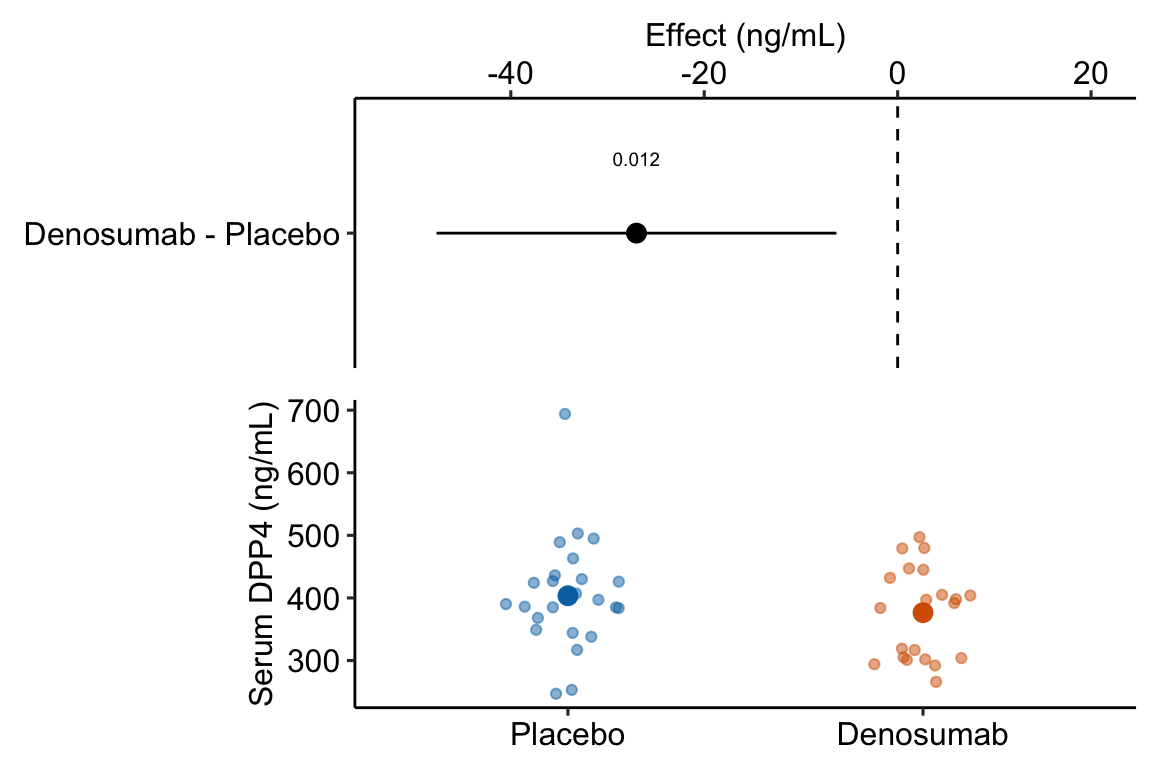 Effect (ng/mL)
-40 -20 0 20
0.012
Denosumab - Placebo
Serum DPP4 (ng/mL)
700
600
500
400
300
Placebo Denosumab